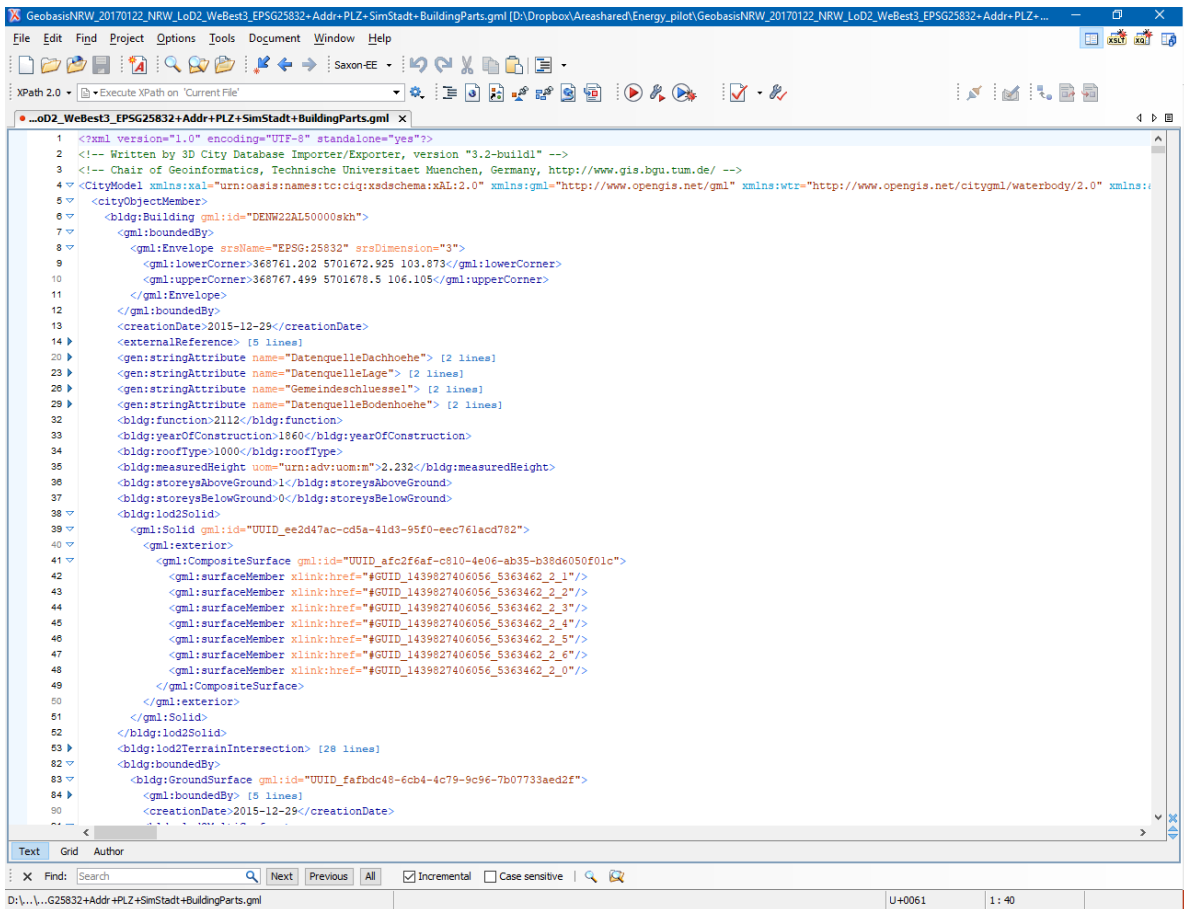 GeobasisNRW_20170122_NRW_LoD2_WeBest3_EPSG25832+Addr+PLZ+SimStadt+BuildingParts.gml [D:\Dropbox\Areashared\Energy_pilot\GeobasisNRW_20170122_NRW_LoD2_WeBest3_EPSG25832+Addr+PLZ+...
File Edit Find Project Options Tools Document Window Help
Saxon-EE
XPath 2.0 Execute XPath on 'Current File'
...oD2_WeBest3_EPSG25832+Addr+PLZ+SimStadt+BuildingParts.gml
1 <?xml version="1.0" encoding="UTF-8" standalone="yes"?>
2 <!-- Written by 3D City Database Importer/Exporter, version "3.2-build1" -->
3 <!-- Chair of Geoinformatics, Technische Universitaet Muenchen, Germany, http://www.gis.bgu.tum.de/ -->
4 <CityModel xmlns:xal="urn:oasis:names:tc:ciq:xsdschema:xAL:2.0" xmlns:gml="http://www.opengis.net/gml" xmlns:wtr="http://www.opengis.net/citygml/waterbody/2.0" xmlns:
5 <cityObjectMember>
6 <bldg:Building gml:id="DENW22AL50000skh">
7 <gml:boundedBy>
8 <gml:Envelope srsName="EPSG:25832" srsDimension="3">
9 <gml:lowerCorner>368761.202 5701672.925 103.873</gml:lowerCorner>
10 <gml:upperCorner>368767.499 5701678.5 106.105</gml:upperCorner>
11 </gml:Envelope>
12 </gml:boundedBy>
13 <creationDate>2015-12-29</creationDate>
14 <externalReference> [5 lines]
20 <gen:stringAttribute name="DatenquelleDachhoehe"> [2 lines]
23 <gen:stringAttribute name="DatenquelleLage"> [2 lines]
26 <gen:stringAttribute name="Gemeindeschluessel"> [2 lines]
29 <gen:stringAttribute name="DatenquelleBodenhoehe"> [2 lines]
32 <bldg:function>2112</bldg:function>
33 <bldg:yearOfConstruction>1860</bldg:yearOfConstruction>
34 <bldg:roofType>1000</bldg:roofType>
35 <bldg:measuredHeight uom="urn:adv:uom:m">2.232</bldg:measuredHeight>
36 <bldg:storeysAboveGround>1</bldg:storeysAboveGround>
37 <bldg:storeysBelowGround>0</bldg:storeysBelowGround>
38 <bldg:lod2Solid>
39 <gml:Solid gml:id="UUID_ee2d47ac-cd5a-41d3-95f0-eec761acd782">
40 <gml:exterior>
41 <gml:CompositeSurface gml:id="UUID_afc2f6af-c810-4e06-ab35-b38d6050f01c">
42 <gml:surfaceMember xlink:href="#GUID_1439827406056_5363462_2_1"/>
43 <gml:surfaceMember xlink:href="#GUID_1439827406056_5363462_2_2"/>
44 <gml:surfaceMember xlink:href="#GUID_1439827406056_5363462_2_3"/>
45 <gml:surfaceMember xlink:href="#GUID_1439827406056_5363462_2_4"/>
46 <gml:surfaceMember xlink:href="#GUID_1439827406056_5363462_2_5"/>
47 <gml:surfaceMember xlink:href="#GUID_1439827406056_5363462_2_6"/>
48 <gml:surfaceMember xlink:href="#GUID_1439827406056_5363462_2_0"/>
49 </gml:CompositeSurface>
50 </gml:exterior>
51 </gml:Solid>
52 </bldg:lod2Solid>
53 <bldg:lod2TerrainIntersection> [28 lines]
82 <bldg:boundedBy>
83 <bldg:GroundSurface gml:id="UUID_fafbdc48-6cb4-4c79-9c96-7b07733aed2f">
84 <gml:boundedBy> [5 lines]
90 <creationDate>2015-12-29</creationDate>
Text Grid Author
Find: Search Next Previous All Incremental Case sensitive
D:\...\...G25832+Addr+PLZ+SimStadt+BuildingParts.gml U+0061 1:40